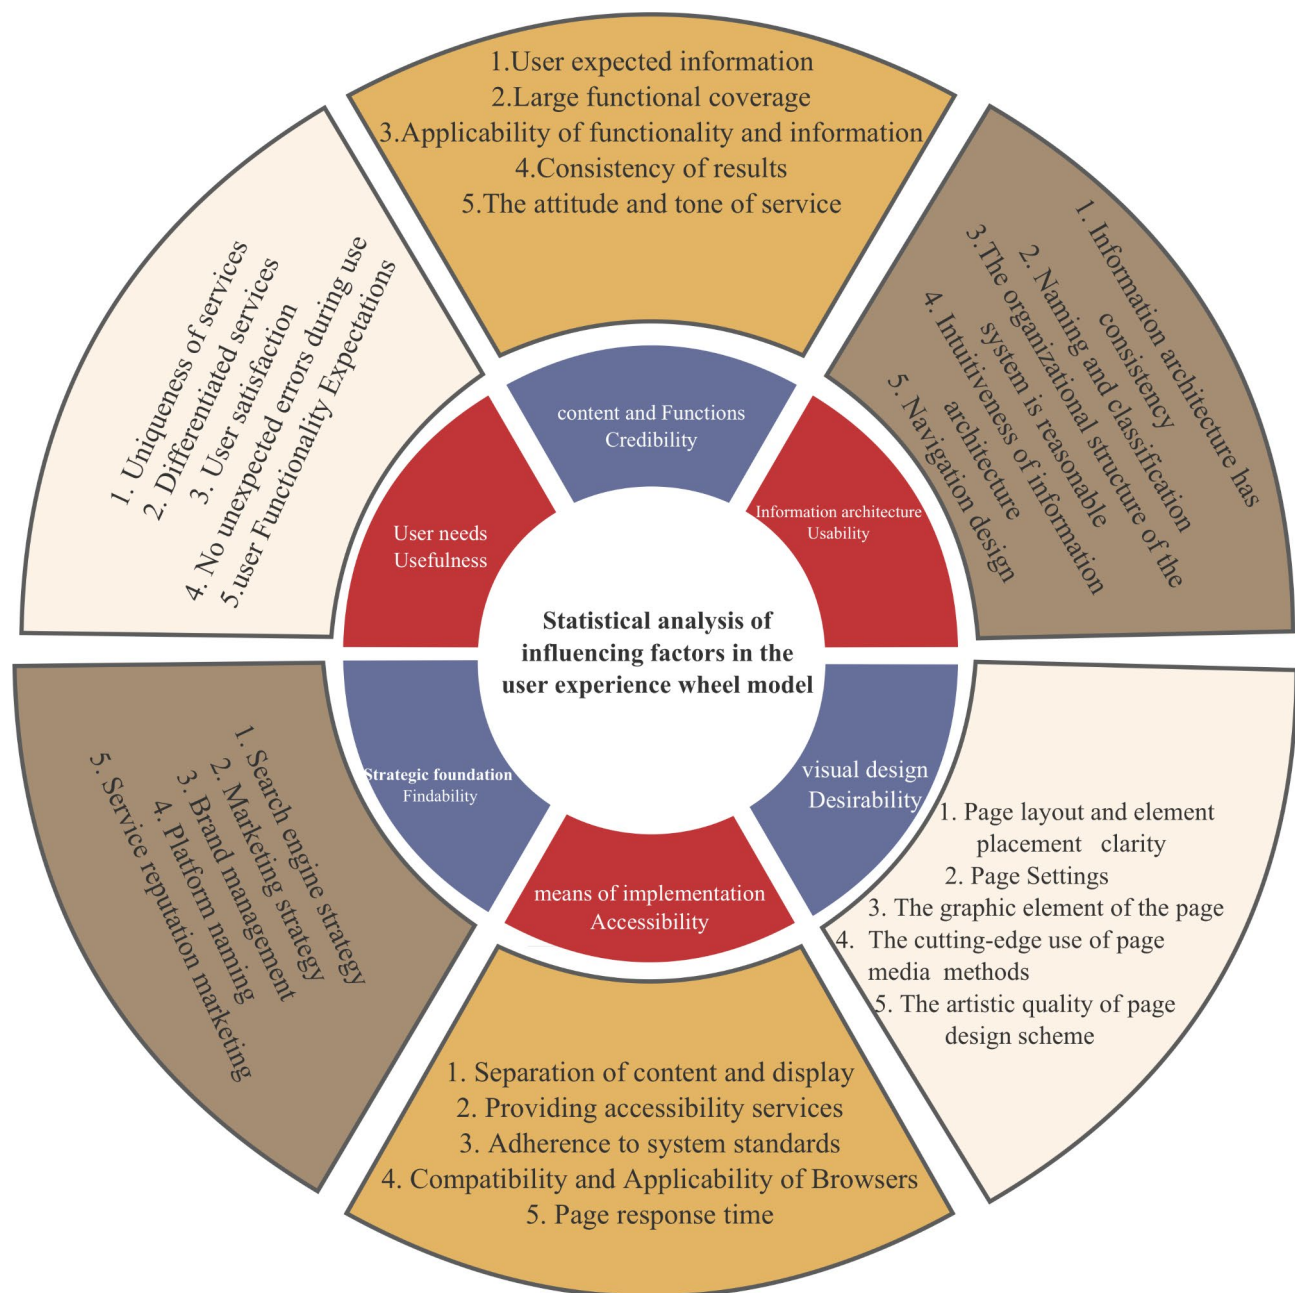 1.User expected information
2.Large functional coverage
3.Applicability of functionality and information
4.Consistency of results
5.The attitude and tone of service
1. Information architecture has
consistency
2. Naming and classification
3.The organizational structure of the
system is reasonable
4. Intuitiveness of information
architecture
5. Navigation design
1. Page layout and element
placement clarity
2. Page Settings
3. The graphic element of the page
4. The cutting-edge use of page
media methods
5. The artistic quality of page
design scheme
1. Separation of content and display
2. Providing accessibility services
3. Adherence to system standards
4. Compatibility and Applicability of Browsers
5. Page response time
1. Search engine strategy
2. Marketing strategy
3. Brand management
4. Platform naming
5. Service reputation marketing
1. Uniqueness of services
2. Differentiated services
3. User satisfaction
4. No unexpected errors during use
5.user Functionality Expectations
content and Functions
Credibility
Information architecture
Usability
visual design
Desirability
means of implementation
Accessibility
Strategic foundation
Findability
User needs
Usefulness
Statistical analysis of
influencing factors in the
user experience wheel model